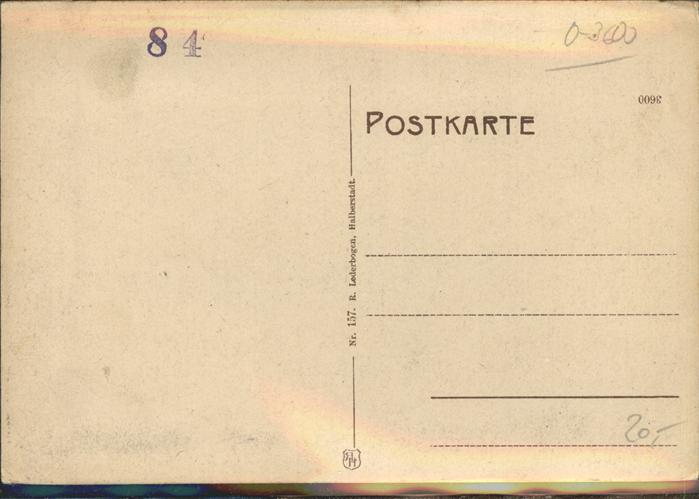 8 4
0-3600
3600
POSTKARTE
Nr. 157. R. Lederbogen, Halberstadt.
20,-